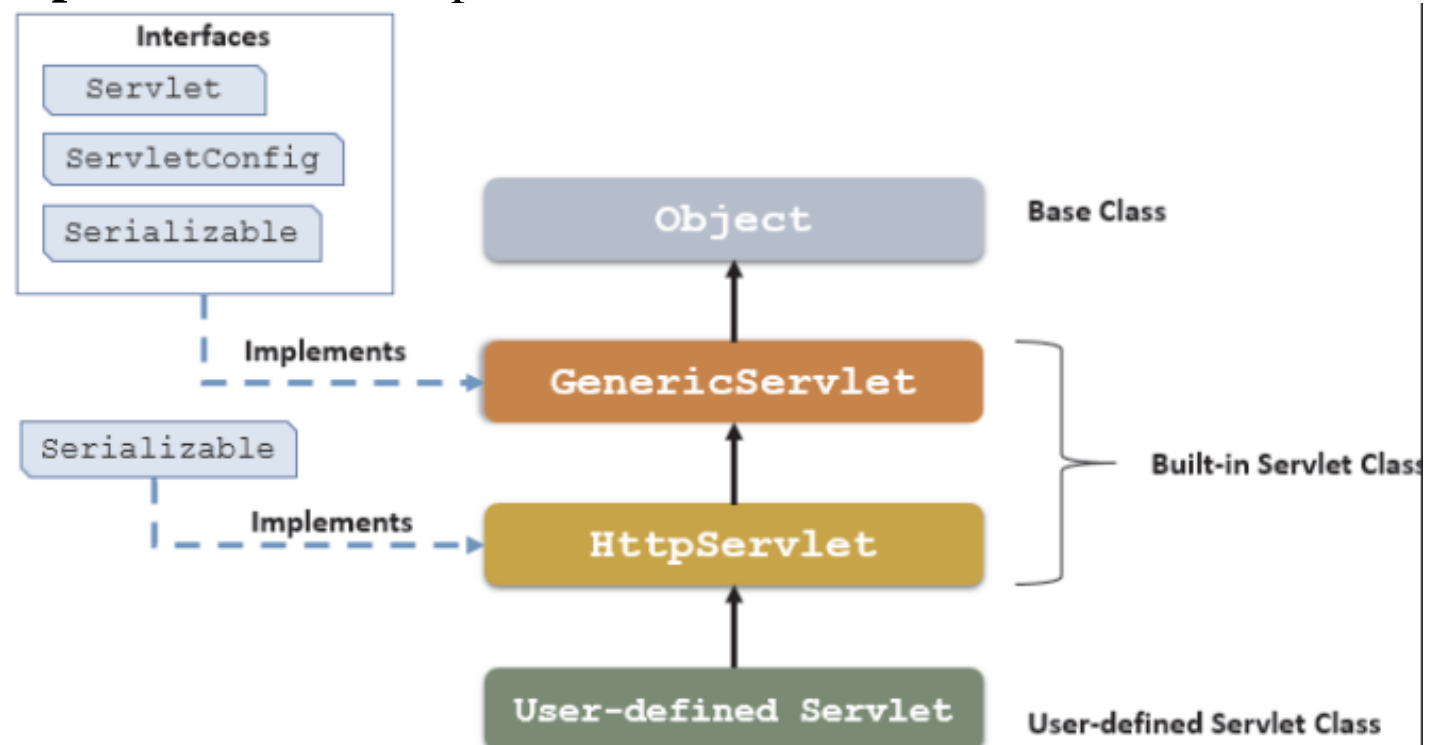 Interfaces
Servlet
ServletConfig
Serializable
Object
Base Class
Implements
GenericServlet
Serializable
Built-in Servlet Class
Implements
HttpServlet
User-defined Servlet
User-defined Servlet Class